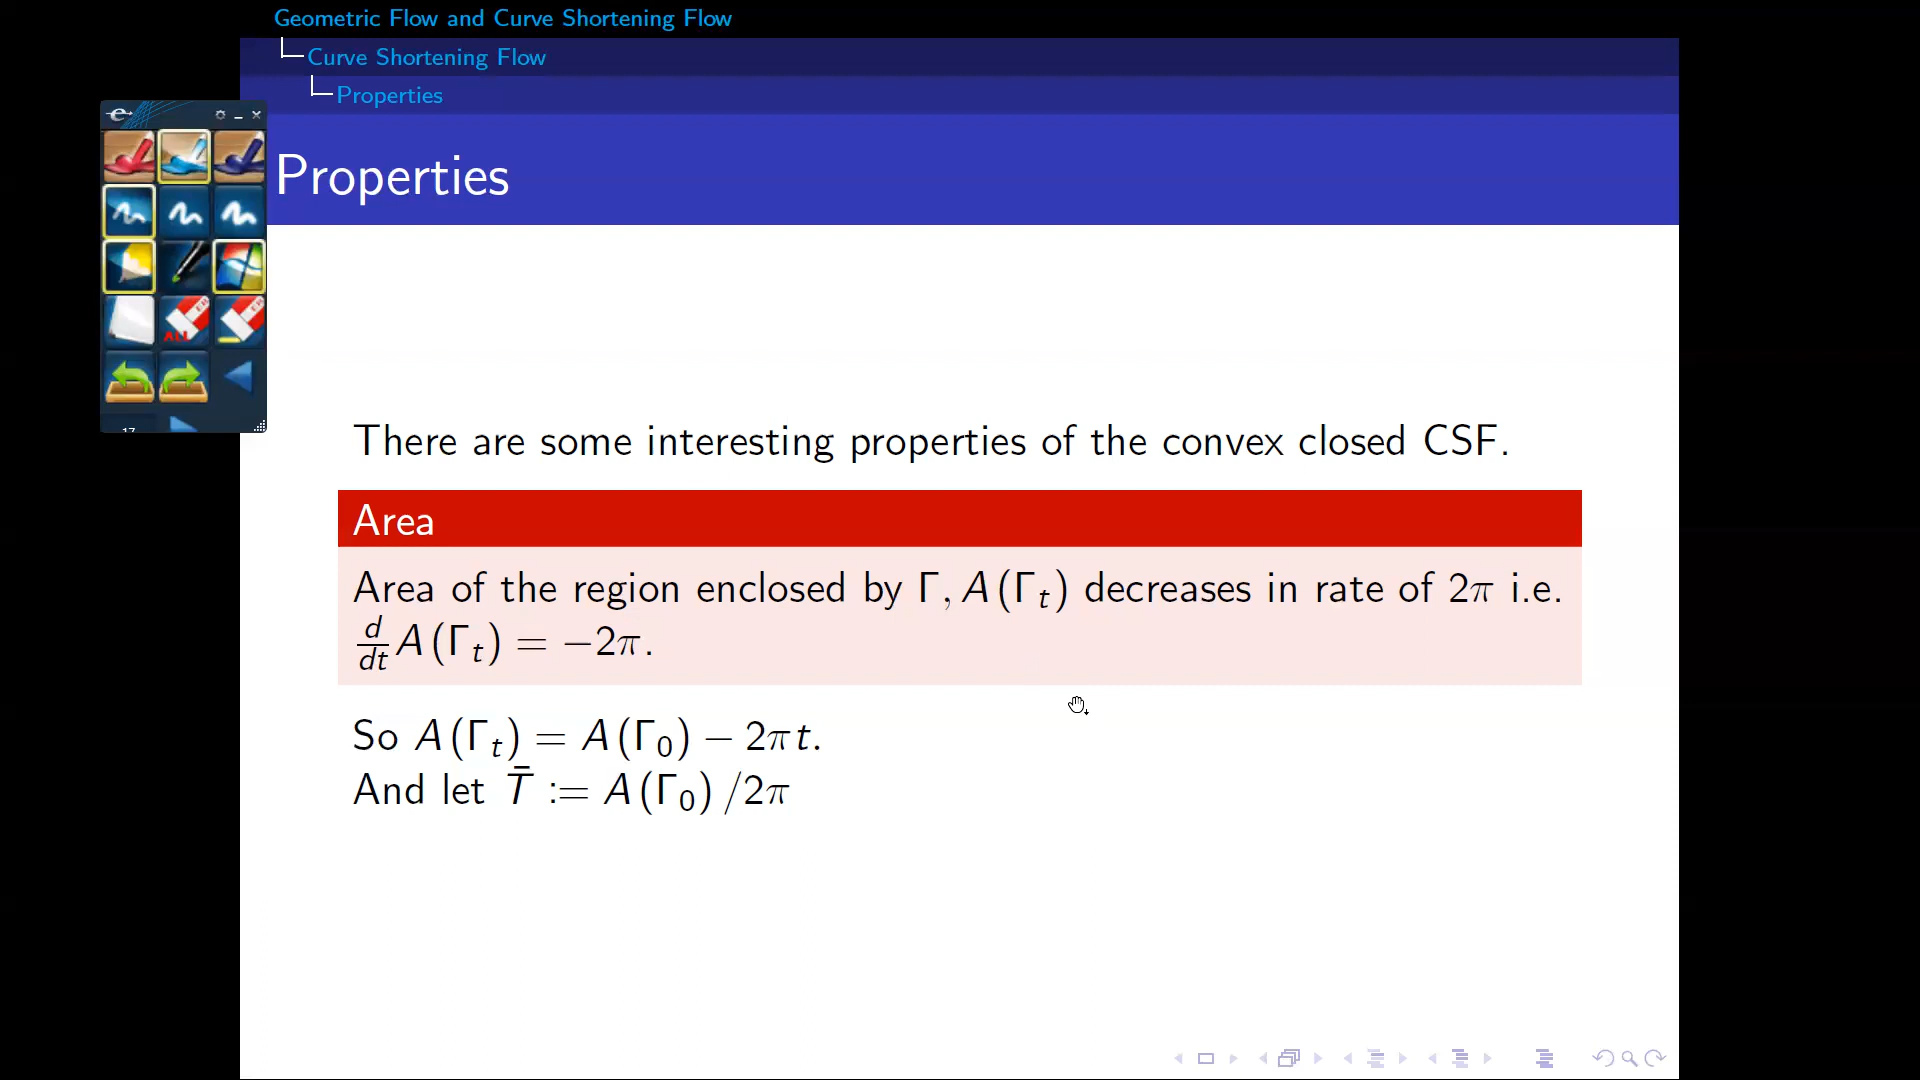 Geometric Flow and Curve Shortening Flow
Curve Shortening Flow
Properties
Properties
ALL
17
There are some interesting properties of the convex closed CSF.
Area
Area of the region enclosed by Γ, A(Γ_t) decreases in rate of 2π i.e.
d/dt A(Γ_t) = −2π.
So A(Γ_t) = A(Γ_0) − 2πt.
And let T̄ := A(Γ_0)/2π